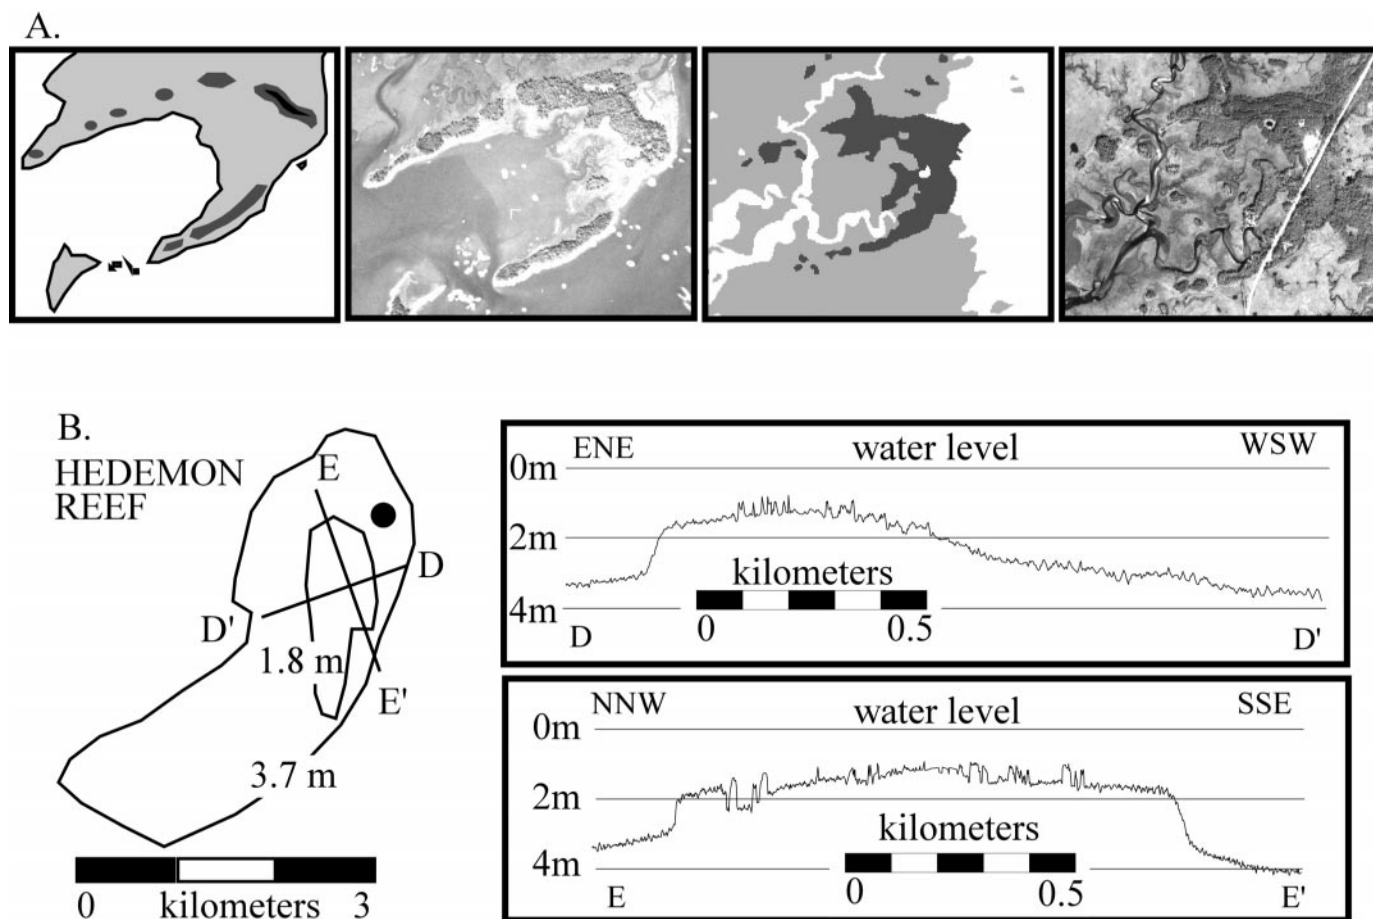 A.
B.
HEDEMON
REEF
E
D
D'
E'
1.8 m
3.7 m
0 kilometers 3
ENE water level WSW
0m
2m
4m
kilometers
0 0.5
D D'
NNW water level SSE
0m
2m
4m
kilometers
0 0.5
E E'